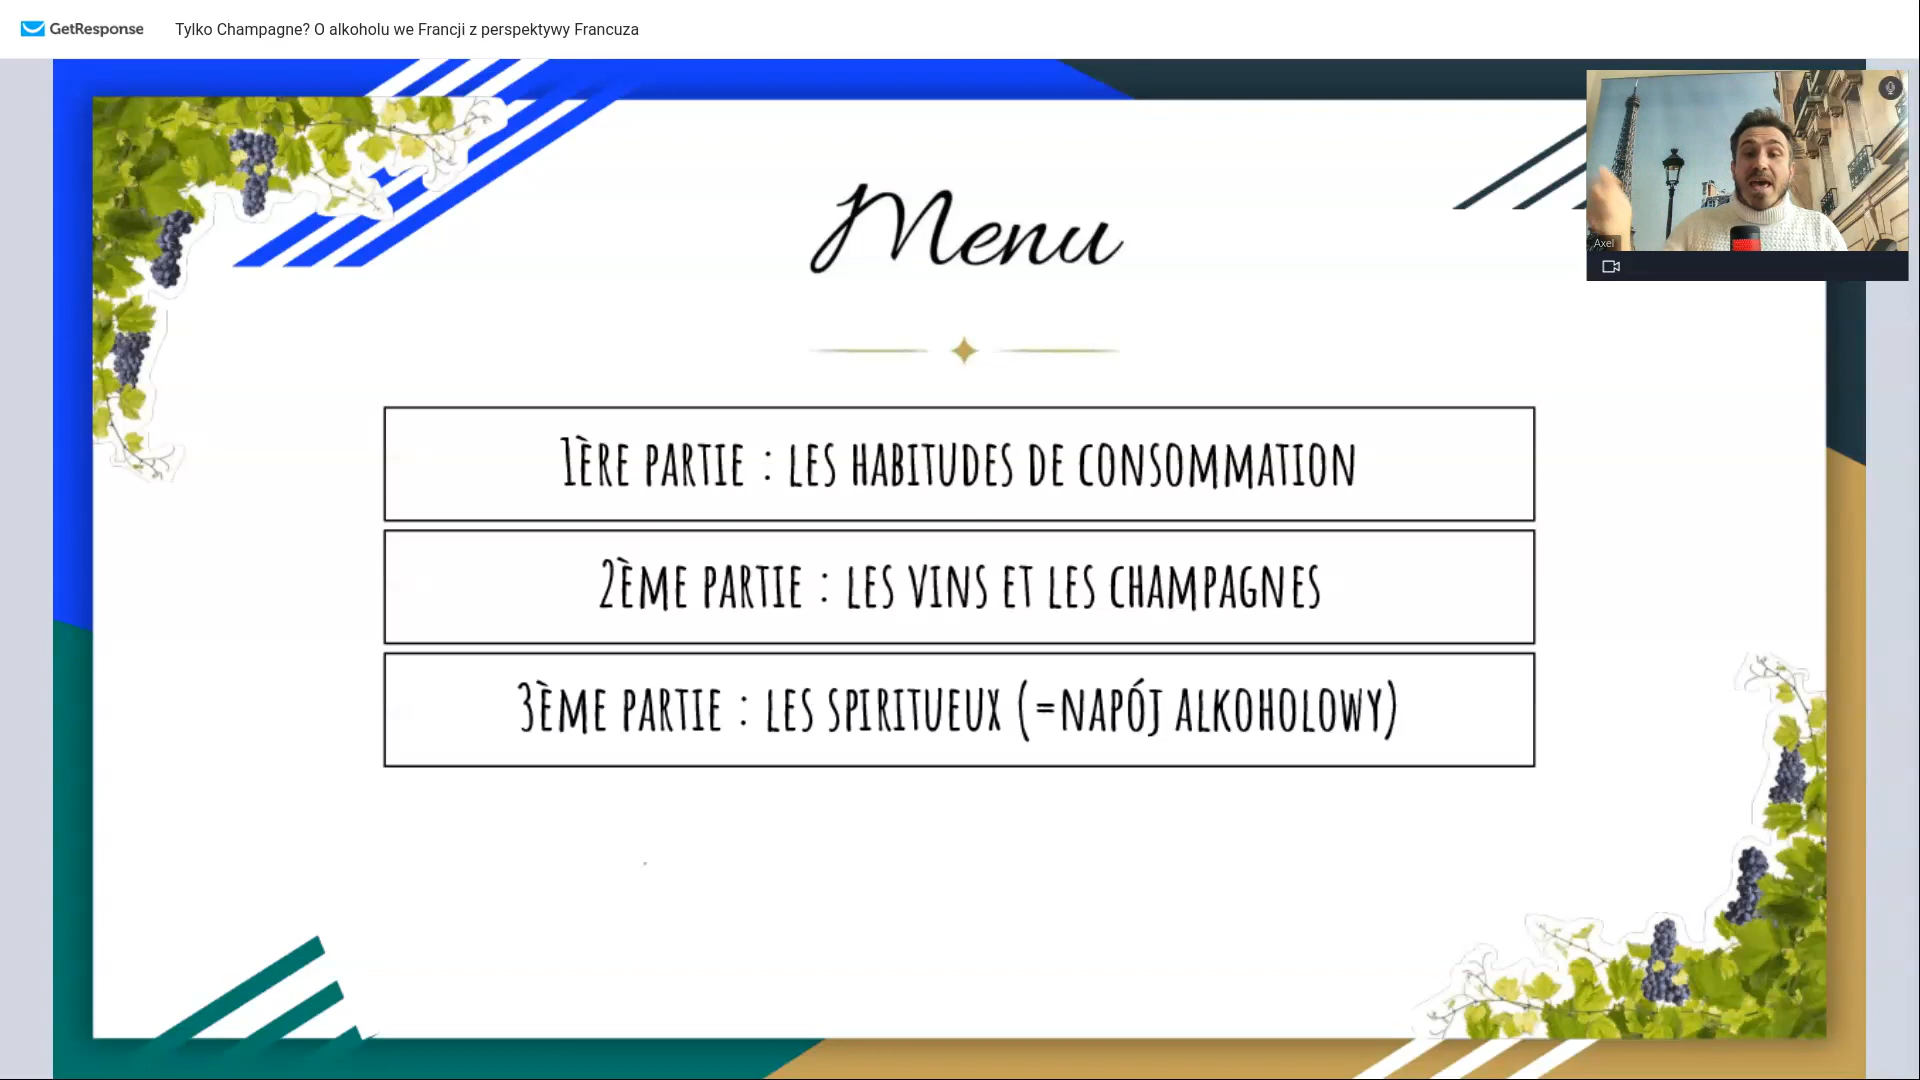 GetResponse
Tylko Champagne? O alkoholu we Francji z perspektywy Francuza
Menu
1ÈRE PARTIE : LES HABITUDES DE CONSOMMATION
2ÈME PARTIE : LES VINS ET LES CHAMPAGNES
3ÈME PARTIE : LES SPIRITUEUX (=NAPÓJ ALKOHOLOWY)
Axel